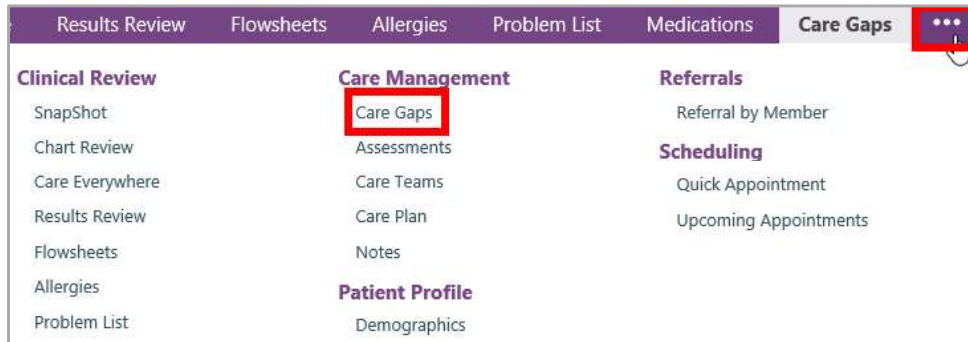 Results Review Flowsheets Allergies Problem List Medications Care Gaps •••
Clinical Review
SnapShot
Chart Review
Care Everywhere
Results Review
Flowsheets
Allergies
Problem List
Care Management
Care Gaps
Assessments
Care Teams
Care Plan
Notes
Patient Profile
Demographics
Referrals
Referral by Member
Scheduling
Quick Appointment
Upcoming Appointments